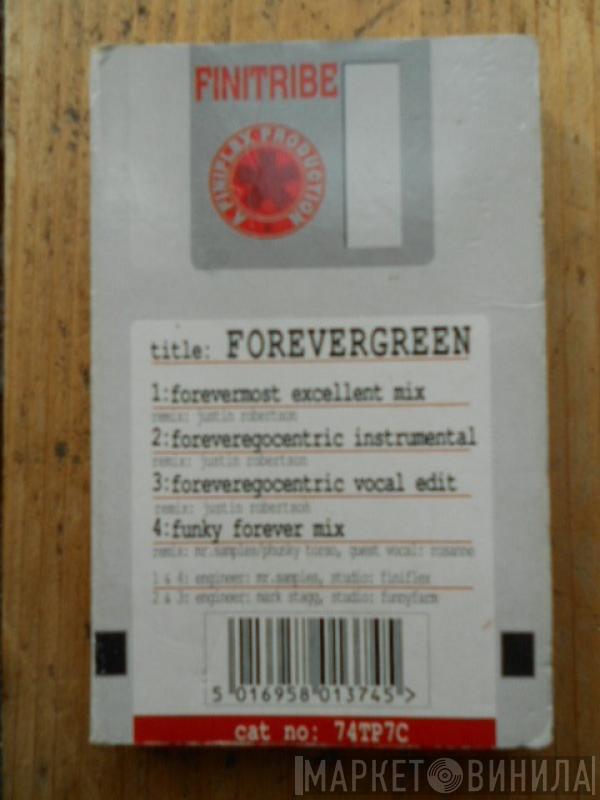 FINITRIBE
A FINIFLEX PRODUCTION
title: FOREVERGREEN
1:forevermost excellent mix
remix: justin robertson
2:foreveregocentric instrumental
remix: justin robertson
3:foreveregocentric vocal edit
remix: justin robertson
4:funky forever mix
remix: mr.samples/phunky torso, guest vocal: rosanne
1 & 4: engineer: mr.samples, studio: finiflex
2 & 3: engineer: mark stagg, studio: funnyfarm
5 016958 013745 >
cat no: 74TP7C
МАРКЕТ ВИНИЛА